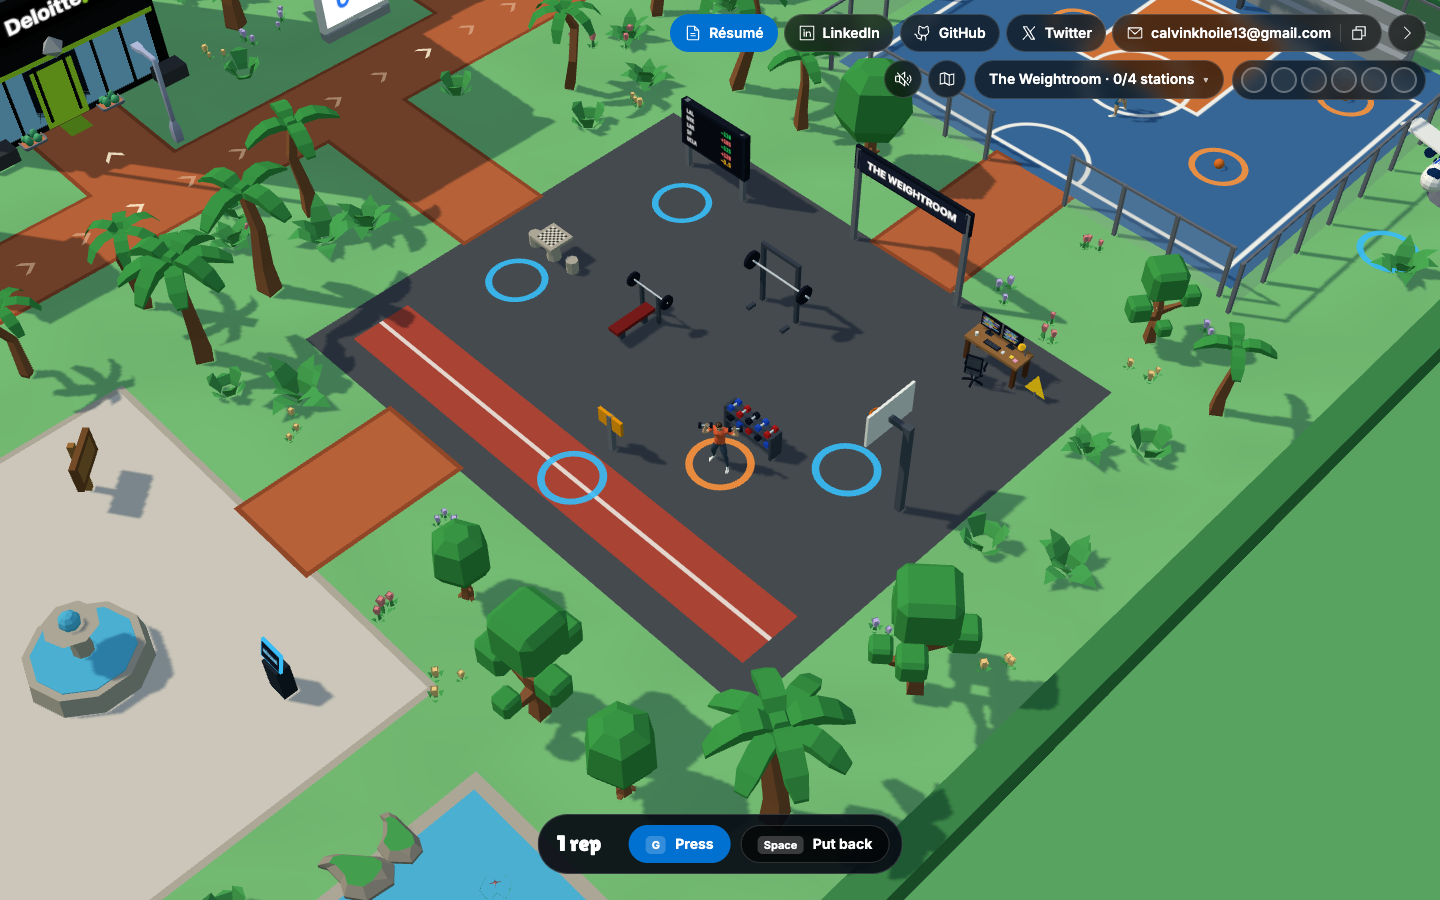 Deloitte.
Résumé
LinkedIn
GitHub
Twitter
calvinkhoile13@gmail.com
The Weightroom · 0/4 stations
THE WEIGHTROOM
1 rep
G Press
Space Put back